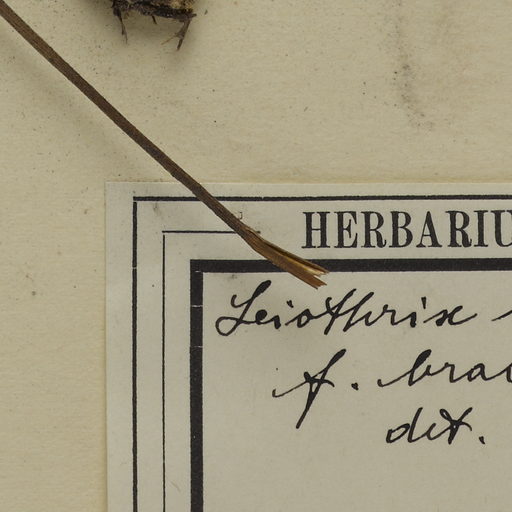 HERBARIU
Leiothrix
f. brac
det.